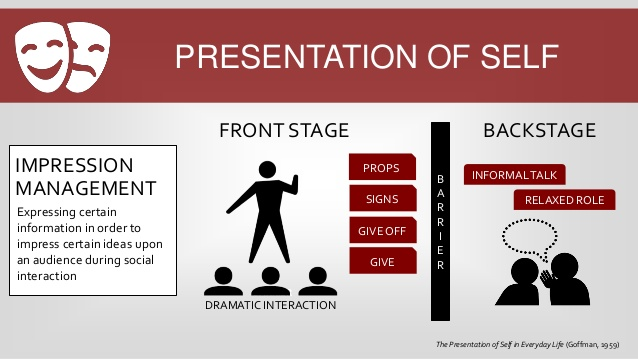 PRESENTATION OF SELF
IMPRESSION
MANAGEMENT
Expressing certain
information in order to
impress certain ideas upon
an audience during social
interaction
FRONT STAGE
PROPS
SIGNS
GIVE OFF
GIVE
DRAMATIC INTERACTION
BARRIER
BACKSTAGE
INFORMAL TALK
RELAXED ROLE
The Presentation of Self in Everyday Life (Goffman, 1959)